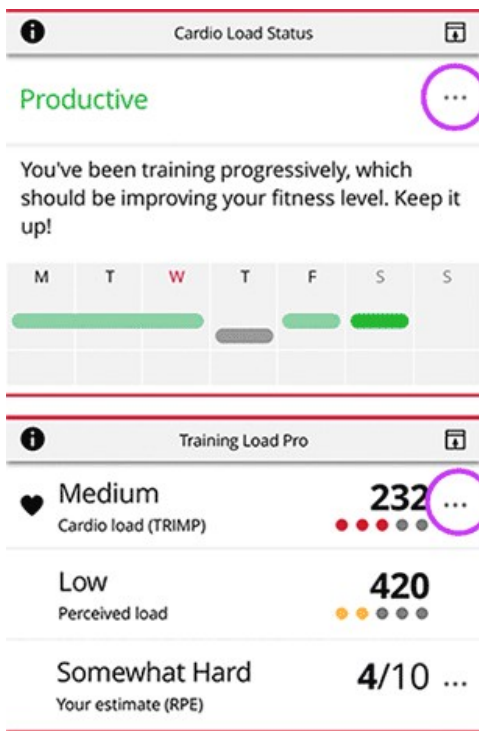 Cardio Load Status
Productive
...
You've been training progressively, which
should be improving your fitness level. Keep it
up!
M T W T F S S
Training Load Pro
Medium 232 ...
Cardio load (TRIMP)
Low 420
Perceived load
Somewhat Hard 4/10 ...
Your estimate (RPE)